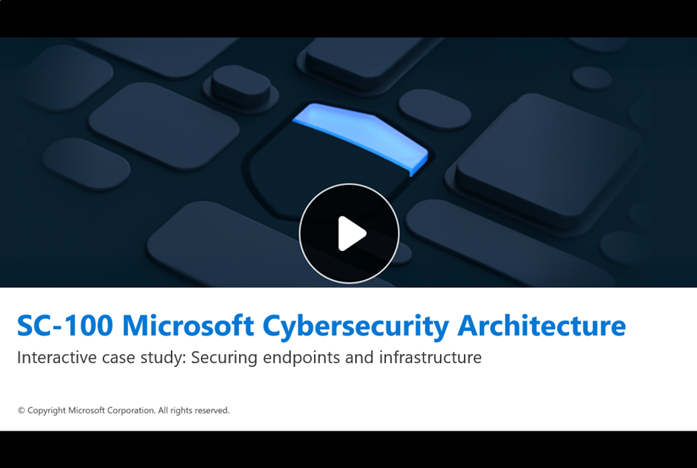 SC-100 Microsoft Cybersecurity Architecture
Interactive case study: Securing endpoints and infrastructure
© Copyright Microsoft Corporation. All rights reserved.